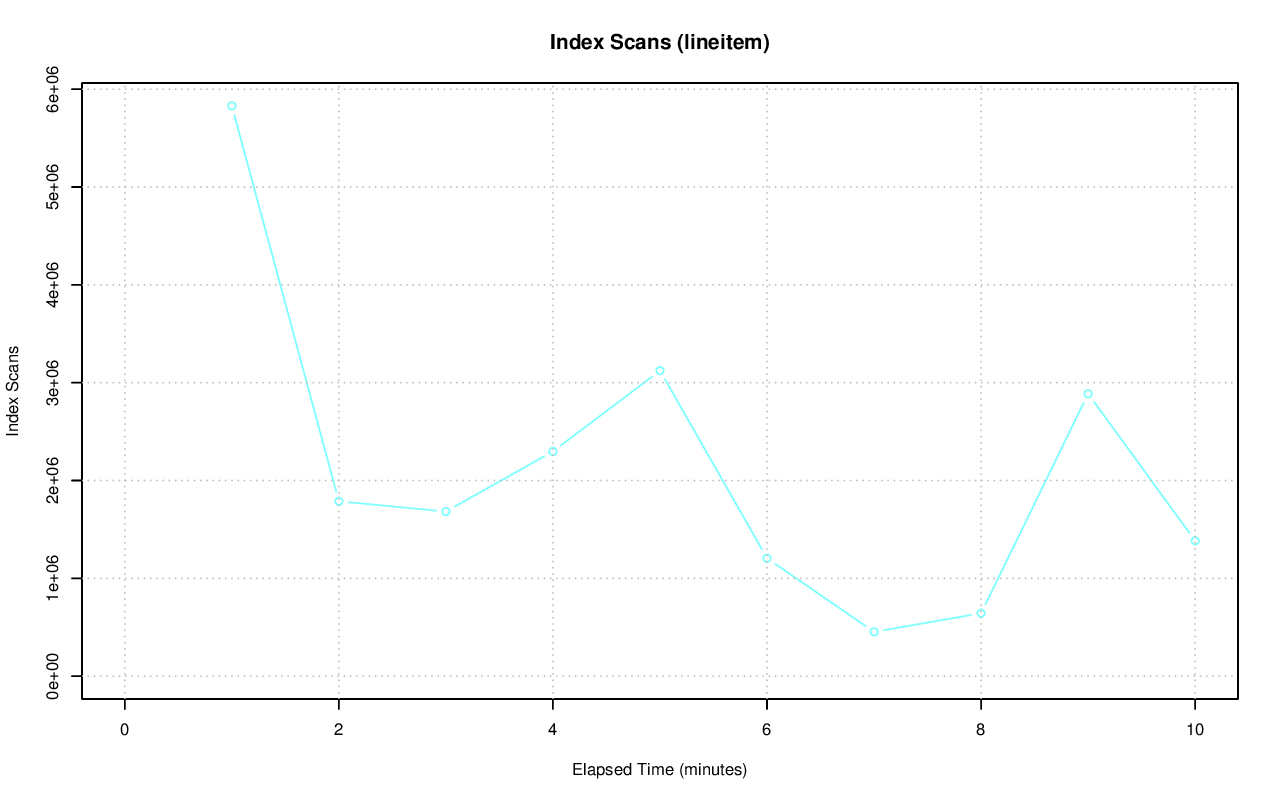 Index Scans (lineitem)
6e+06
5e+06
4e+06
3e+06
2e+06
1e+06
0e+00
Index Scans
0 2 4 6 8 10
Elapsed Time (minutes)